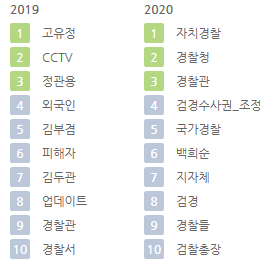 2019 2020
1 고유정 1 자치경찰
2 CCTV 2 경찰청
3 정관용 3 경찰관
4 외국인 4 검경수사권_조정
5 김부겸 5 국가경찰
6 피해자 6 백희순
7 김두관 7 지자체
8 업데이트 8 검경
9 경찰관 9 경찰들
10 경찰서 10 검찰총장